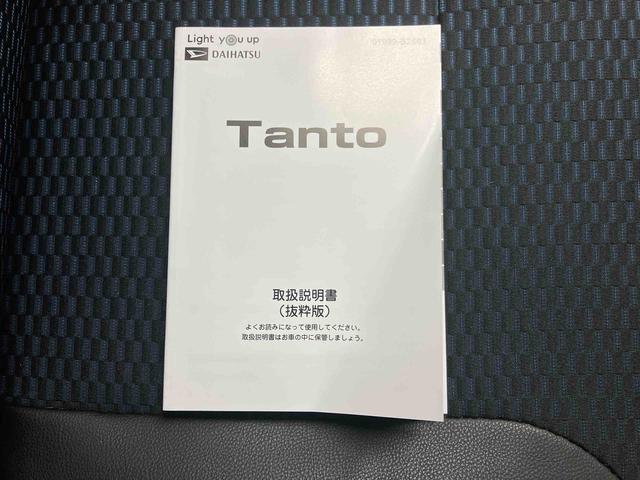 Light you up
DAIHATSU
Tanto
取扱説明書
（抜粋版）
よくお読みになって使用してください。
取扱説明書はお車の中に保管しましょう。